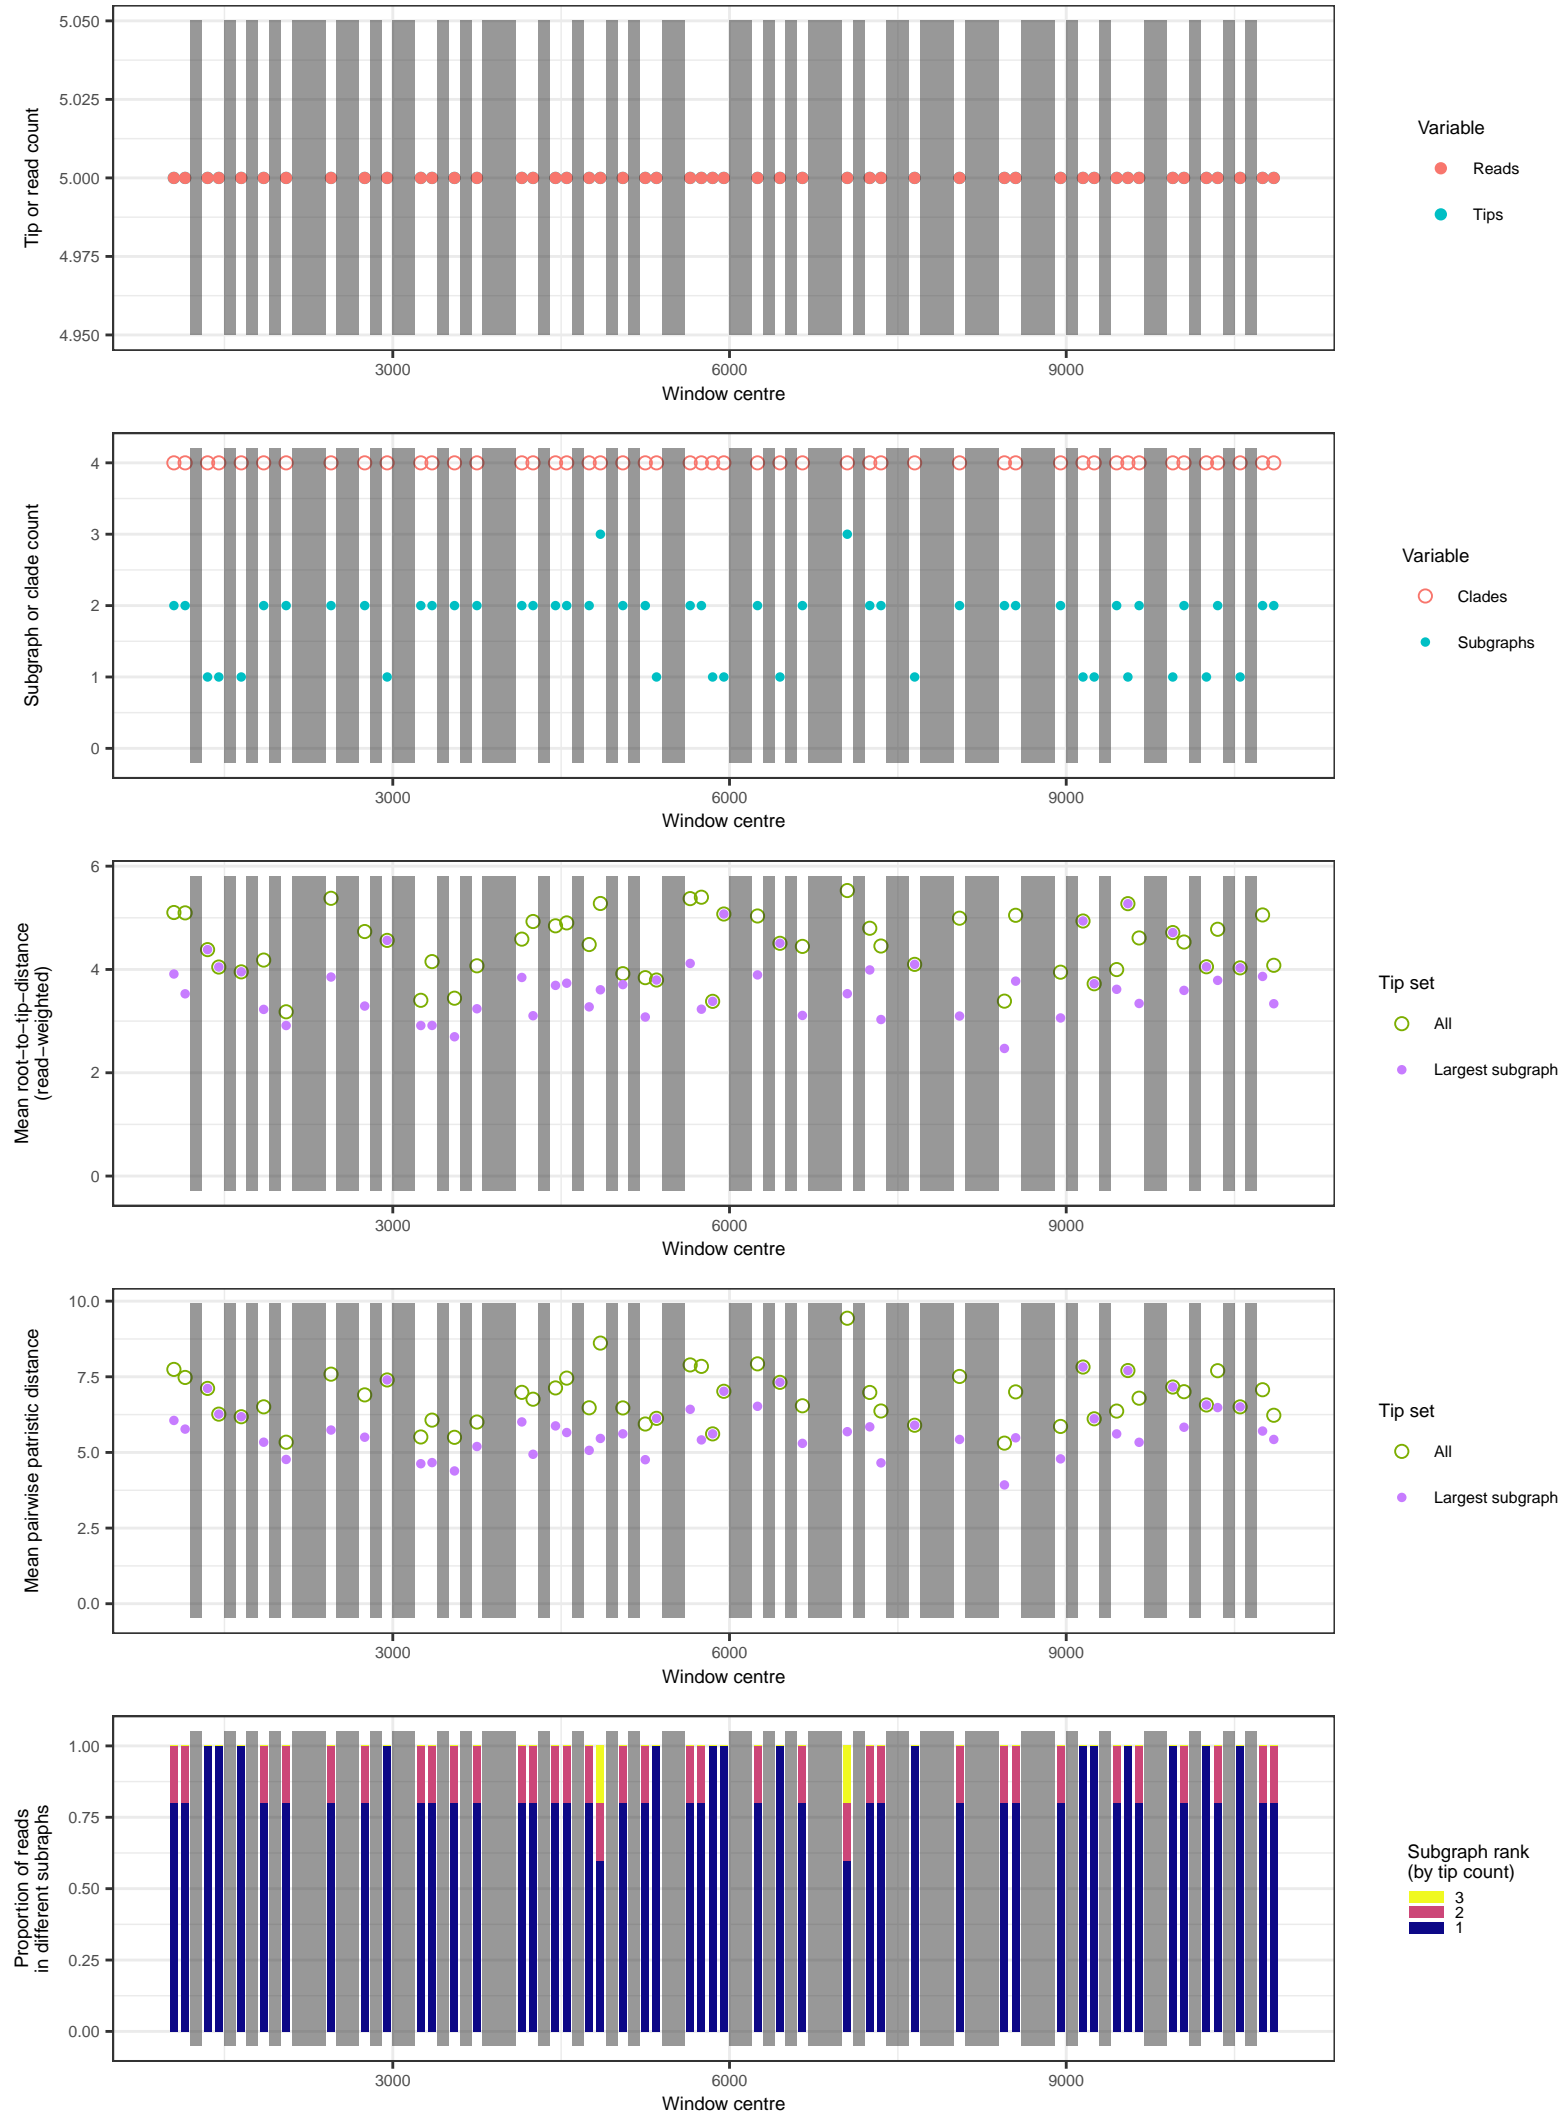 5.050
5.025
5.000
4.975
4.950
Tip or read count
3000
6000
9000
Window centre
Variable
Reads
Tips
4
3
2
1
0
Subgraph or clade count
3000
6000
9000
Window centre
Variable
Clades
Subgraphs
6
4
2
0
Mean root−to−tip−distance
(read−weighted)
3000
6000
9000
Window centre
Tip set
All
Largest subgraph
10.0
7.5
5.0
2.5
0.0
Mean pairwise patristic distance
3000
6000
9000
Window centre
Tip set
All
Largest subgraph
1.00
0.75
0.50
0.25
0.00
Proportion of reads
in different subraphs
3000
6000
9000
Window centre
Subgraph rank
(by tip count)
3
2
1